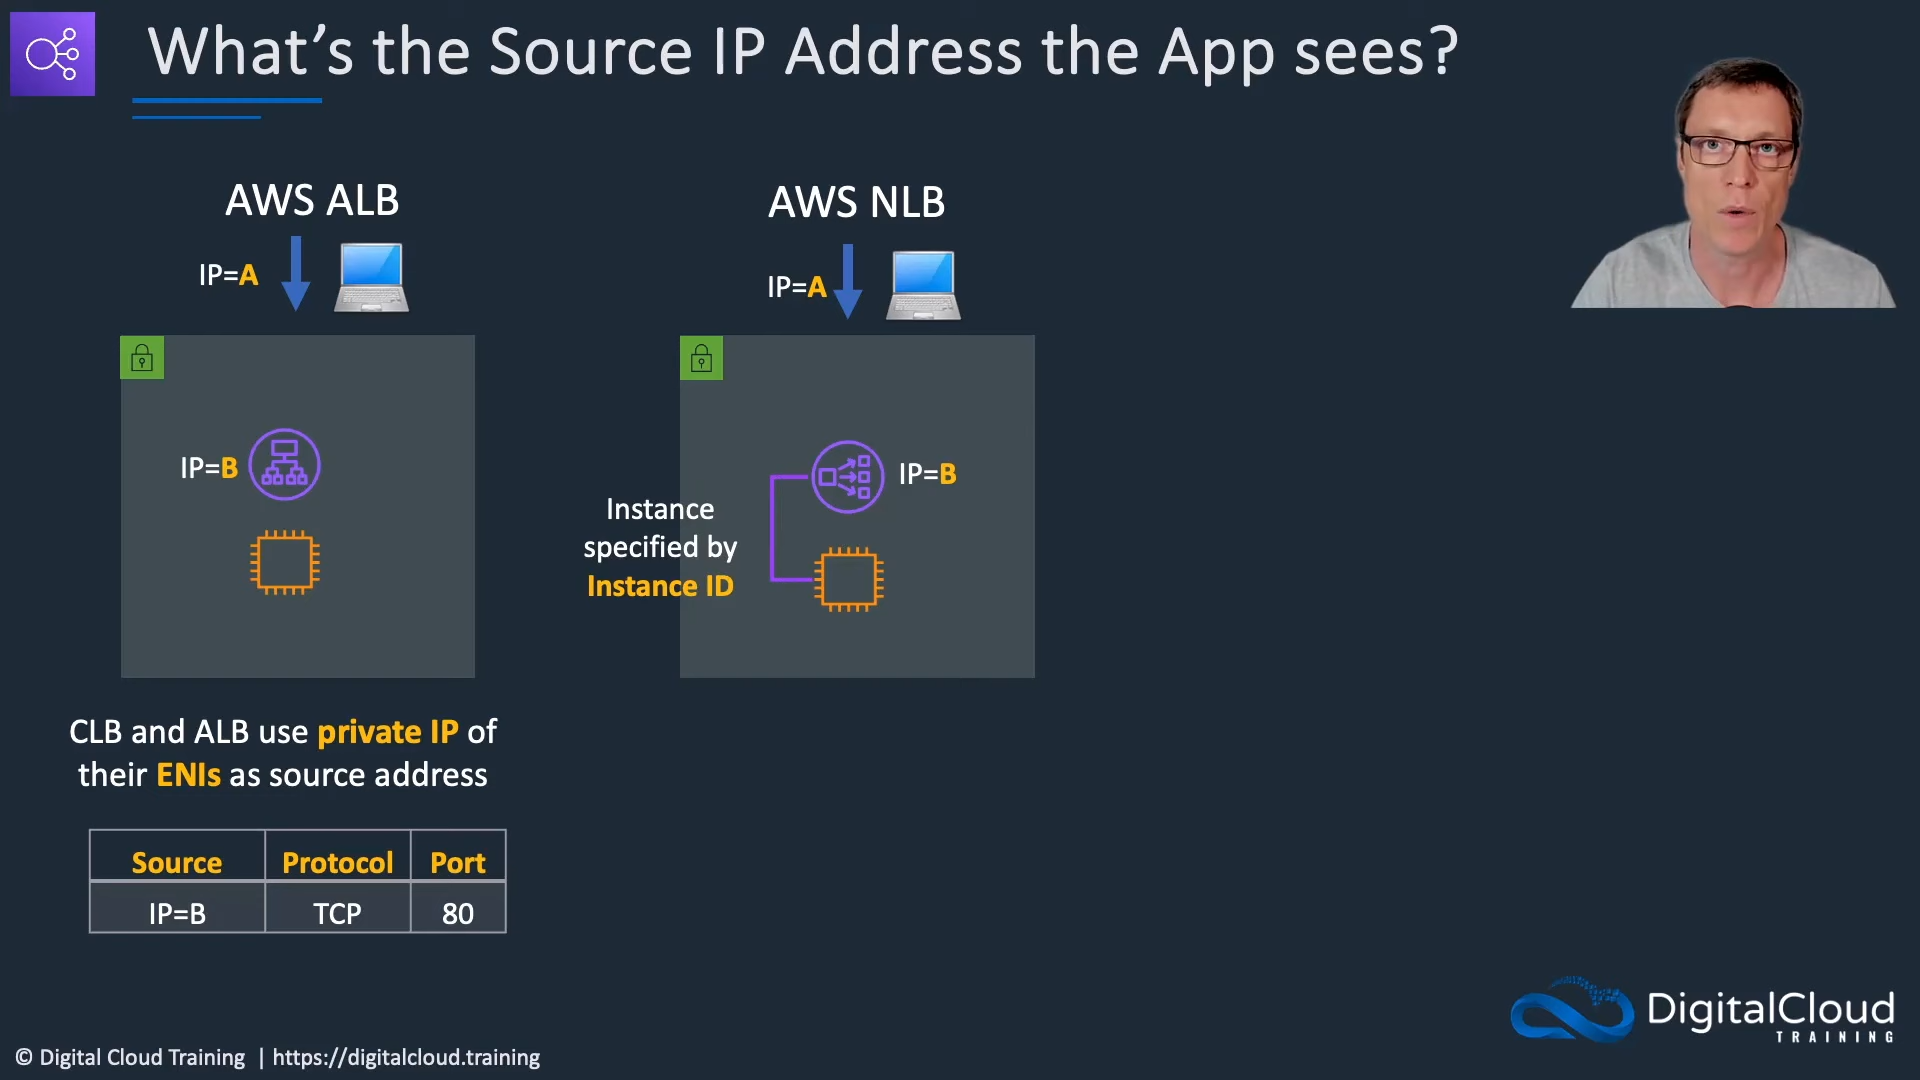 What's the Source IP Address the App sees?
AWS ALB
IP=A
IP=B
CLB and ALB use private IP of
their ENIs as source address
Source Protocol Port
IP=B TCP 80
AWS NLB
IP=A
IP=B
Instance
specified by
Instance ID
DigitalCloud
TRAINING
© Digital Cloud Training | https://digitalcloud.training